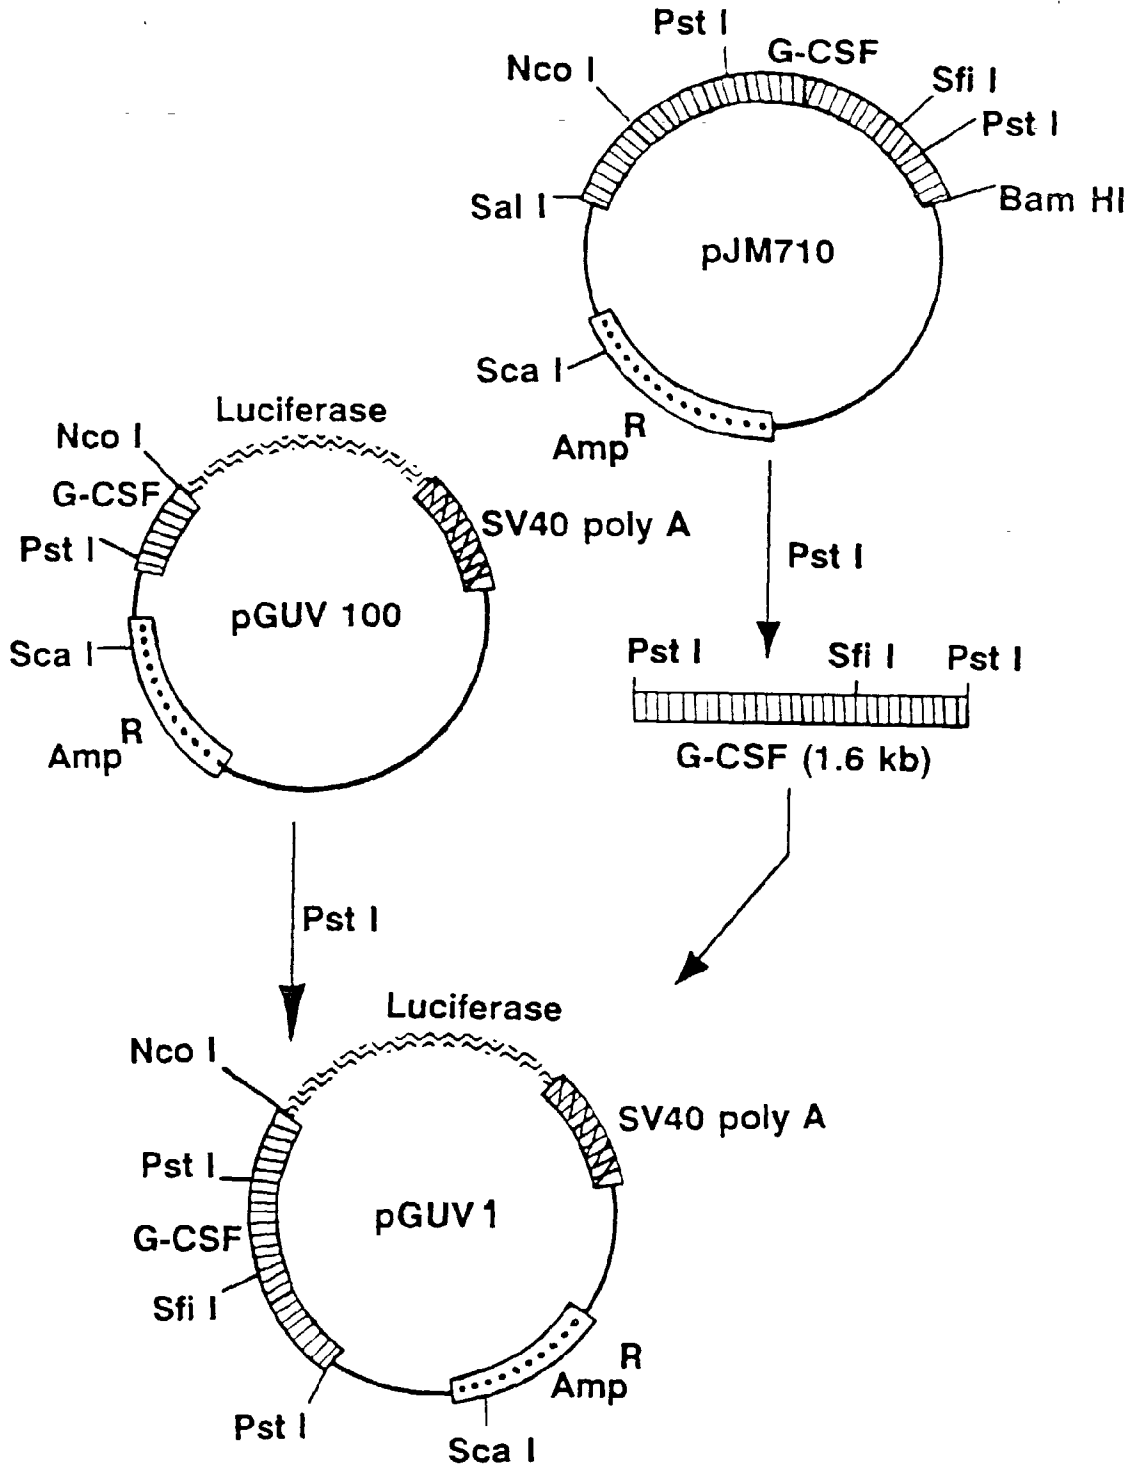 Pst I
G-CSF
Nco I
Sfi I
Pst I
Sal I
Bam HI
pJM710
Sca I
Amp^R
Luciferase
Nco I
G-CSF
SV40 poly A
Pst I
Pst I
pGUV 100
Sca I
Pst I Sfi I Pst I
Amp^R
G-CSF (1.6 kb)
Pst I
Luciferase
Nco I
SV40 poly A
Pst I
pGUV 1
G-CSF
Sfi I
Amp^R
Pst I
Sca I